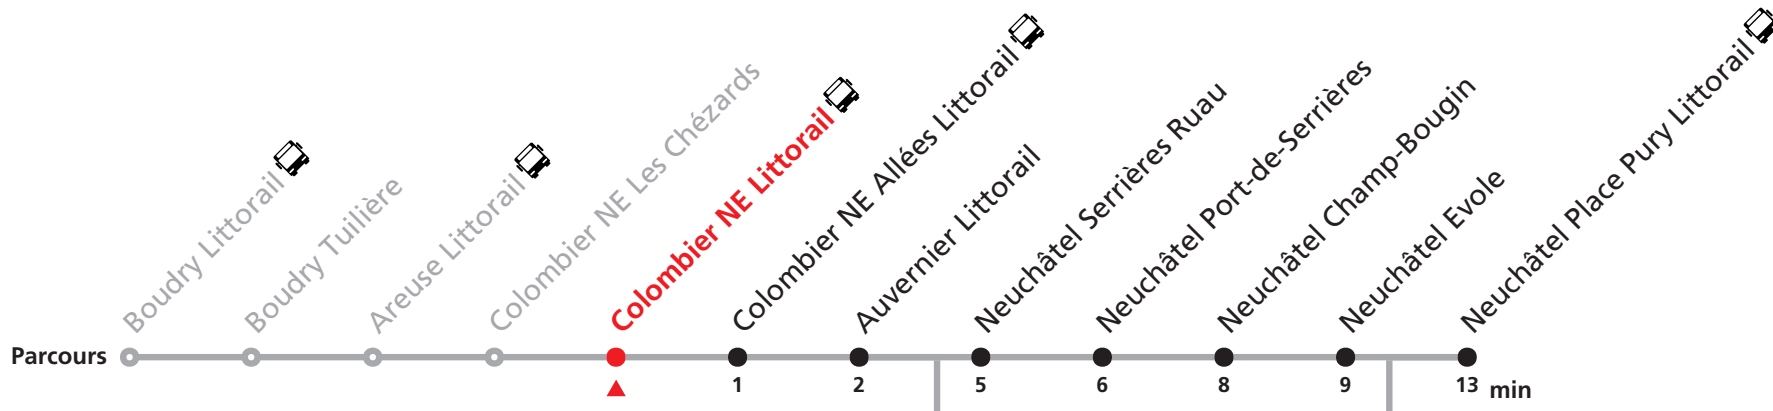 Boudry Littorail
Boudry Tuilière
Areuse Littorail
Colombier NE Les Chézards
Colombier NE Littorail
Colombier NE Allées Littorail
Auvernier Littorail
Neuchâtel Serrières Ruau
Neuchâtel Port-de-Serrières
Neuchâtel Champ-Bougin
Neuchâtel Evole
Neuchâtel Place Pury Littorail
Parcours
1 2 5 6 8 9 13 min